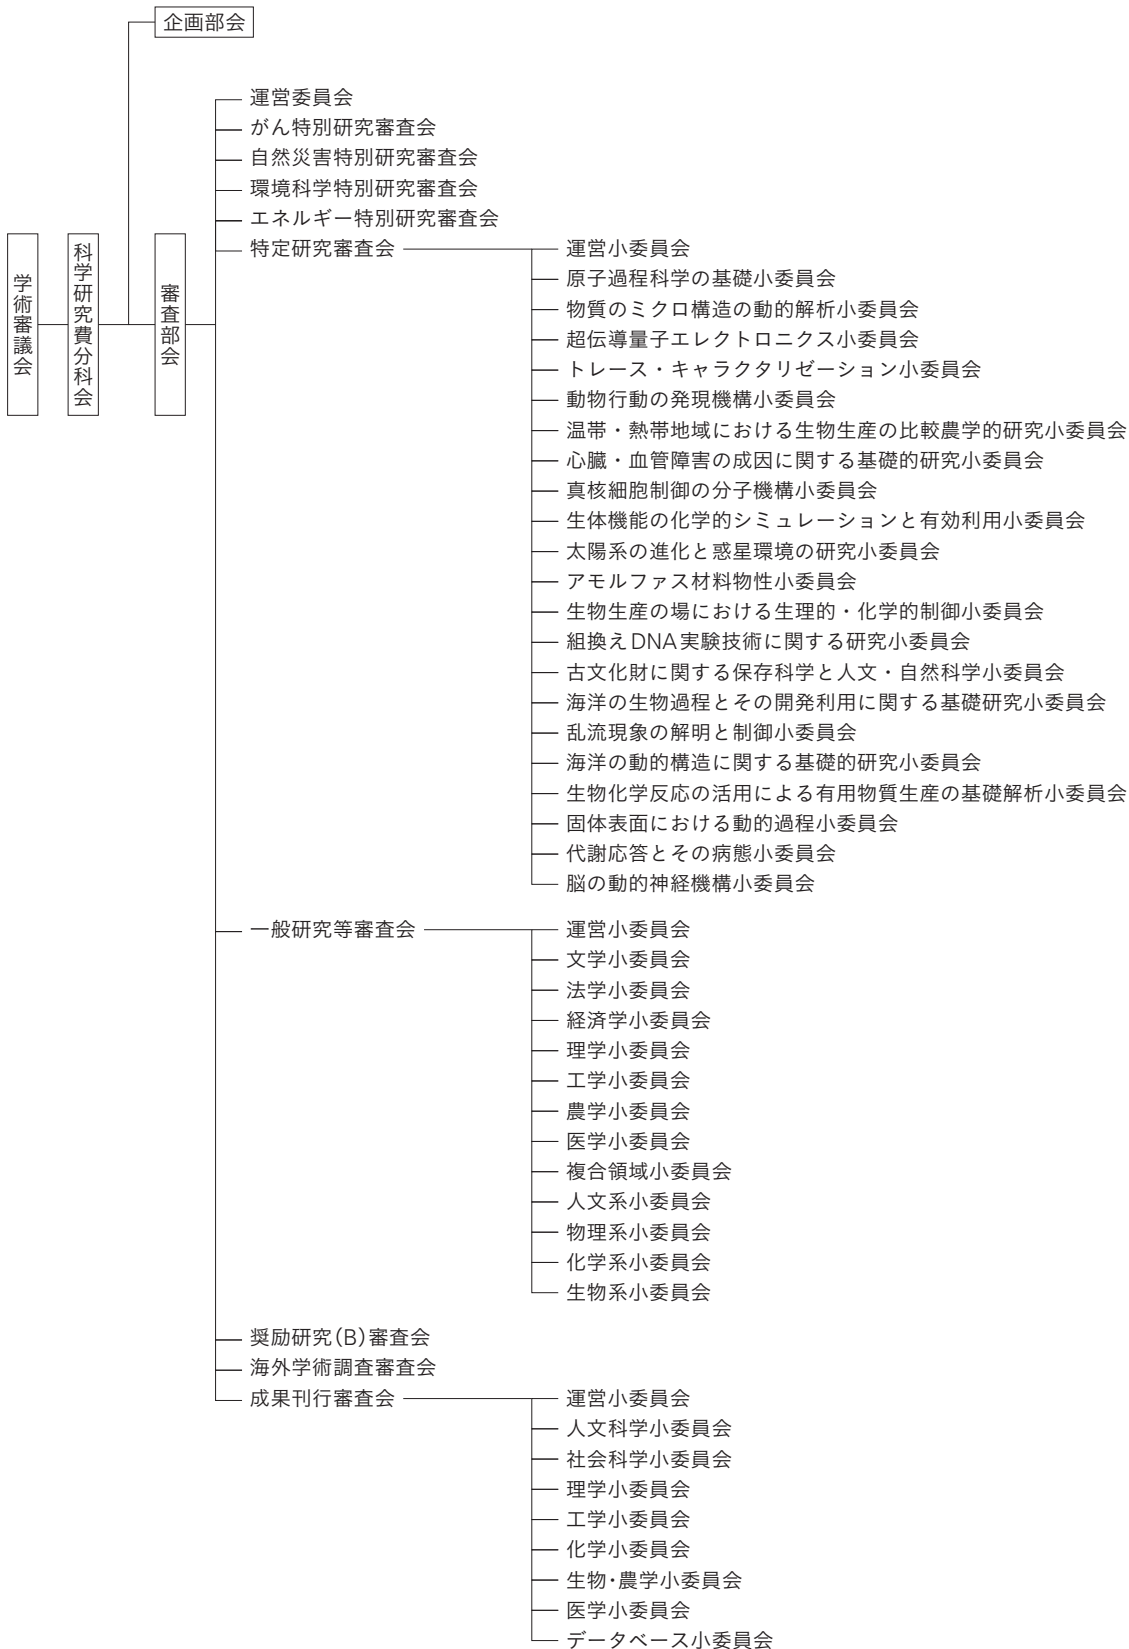 企画部会
学術審議会
科学研究費分科会
審査部会
運営委員会
がん特別研究審査会
自然災害特別研究審査会
環境科学特別研究審査会
エネルギー特別研究審査会
特定研究審査会
運営小委員会
原子過程科学の基礎小委員会
物質のミクロ構造の動的解析小委員会
超伝導量子エレクトロニクス小委員会
トレース・キャラクタリゼーション小委員会
動物行動の発現機構小委員会
温帯・熱帯地域における生物生産の比較農学的研究小委員会
心臓・血管障害の成因に関する基礎的研究小委員会
真核細胞制御の分子機構小委員会
生体機能の化学的シミュレーションと有効利用小委員会
太陽系の進化と惑星環境の研究小委員会
アモルファス材料物性小委員会
生物生産の場における生理的・化学的制御小委員会
組換えDNA実験技術に関する研究小委員会
古文化財に関する保存科学と人文・自然科学小委員会
海洋の生物過程とその開発利用に関する基礎研究小委員会
乱流現象の解明と制御小委員会
海洋の動的構造に関する基礎的研究小委員会
生物化学反応の活用による有用物質生産の基礎解析小委員会
固体表面における動的過程小委員会
代謝応答とその病態小委員会
脳の動的神経機構小委員会
一般研究等審査会
運営小委員会
文学小委員会
法学小委員会
経済学小委員会
理学小委員会
工学小委員会
農学小委員会
医学小委員会
複合領域小委員会
人文系小委員会
物理系小委員会
化学系小委員会
生物系小委員会
奨励研究(B)審査会
海外学術調査審査会
成果刊行審査会
運営小委員会
人文科学小委員会
社会科学小委員会
理学小委員会
工学小委員会
化学小委員会
生物･農学小委員会
医学小委員会
データベース小委員会